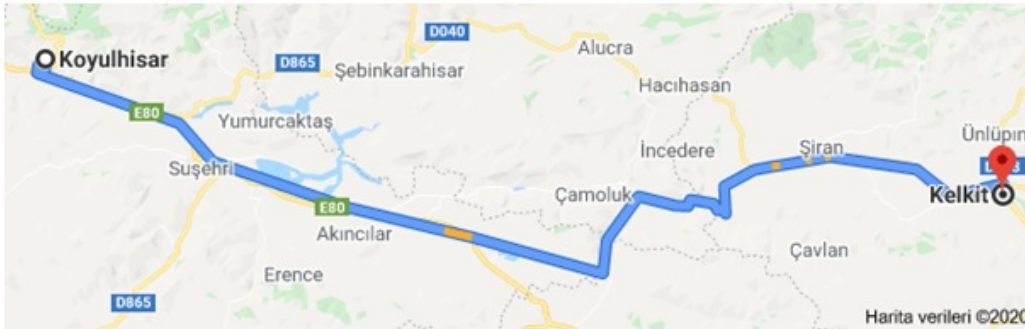 D040
Koyulhisar
Alucra
D865
Şebinkarahisar
Hacıhasan
E80
Yumurcaktaş
Ünlüpın
İncedere
Şiran
Suşehri
Çamoluk
Kelkit
E80
Akıncılar
Çavlan
Erence
D865
Harita verileri ©2020